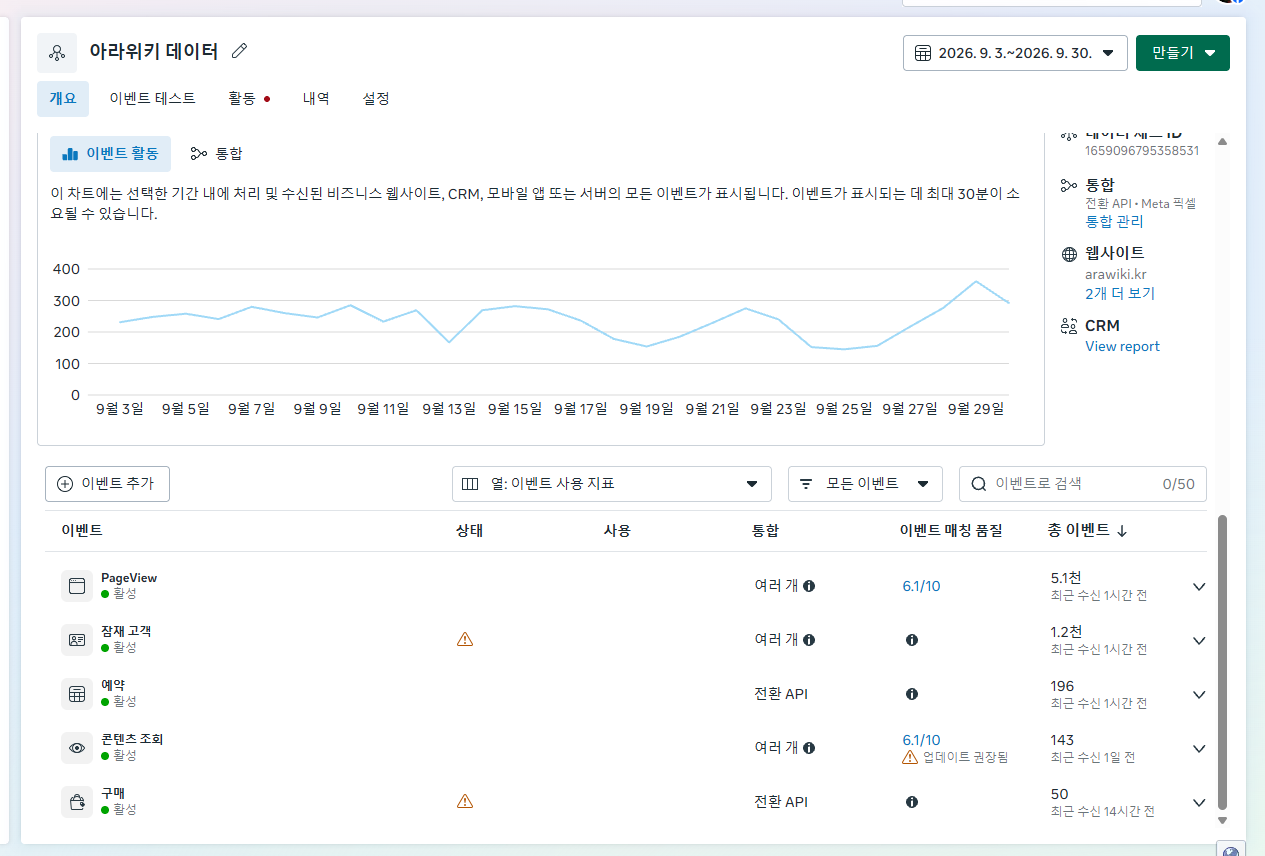 아라위키 데이터
2026. 9. 3.~2026. 9. 30.
만들기
개요
이벤트 테스트
활동
내역
설정
이벤트 활동
통합
이 차트에는 선택한 기간 내에 처리 및 수신된 비즈니스 웹사이트, CRM, 모바일 앱 또는 서버의 모든 이벤트가 표시됩니다. 이벤트가 표시되는 데 최대 30분이 소
요될 수 있습니다.
400
300
200
100
0
9월 3일 9월 5일 9월 7일 9월 9일 9월 11일 9월 13일 9월 15일 9월 17일 9월 19일 9월 21일 9월 23일 9월 25일 9월 27일 9월 29일
데이터 세트 ID
1659096795358531
통합
전환 API • Meta 픽셀
통합 관리
웹사이트
arawiki.kr
2개 더 보기
CRM
View report
이벤트 추가
열: 이벤트 사용 지표
모든 이벤트
이벤트로 검색
0/50
이벤트 상태 사용 통합 이벤트 매칭 품질 총 이벤트
PageView
활성
여러 개
6.1/10
5.1천
최근 수신 1시간 전
잠재 고객
활성
여러 개
1.2천
최근 수신 1시간 전
예약
활성
전환 API
196
최근 수신 1시간 전
콘텐츠 조회
활성
여러 개
6.1/10
업데이트 권장됨
143
최근 수신 1일 전
구매
활성
전환 API
50
최근 수신 14시간 전